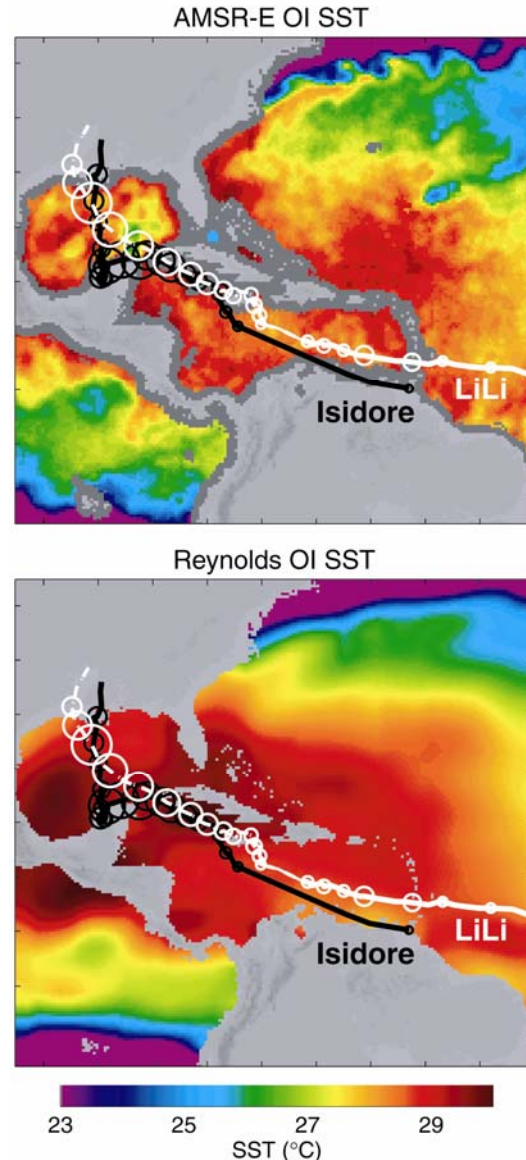 AMSR-E OI SST
LiLi
Isidore
Reynolds OI SST
LiLi
Isidore
23 25 27 29
SST (°C)